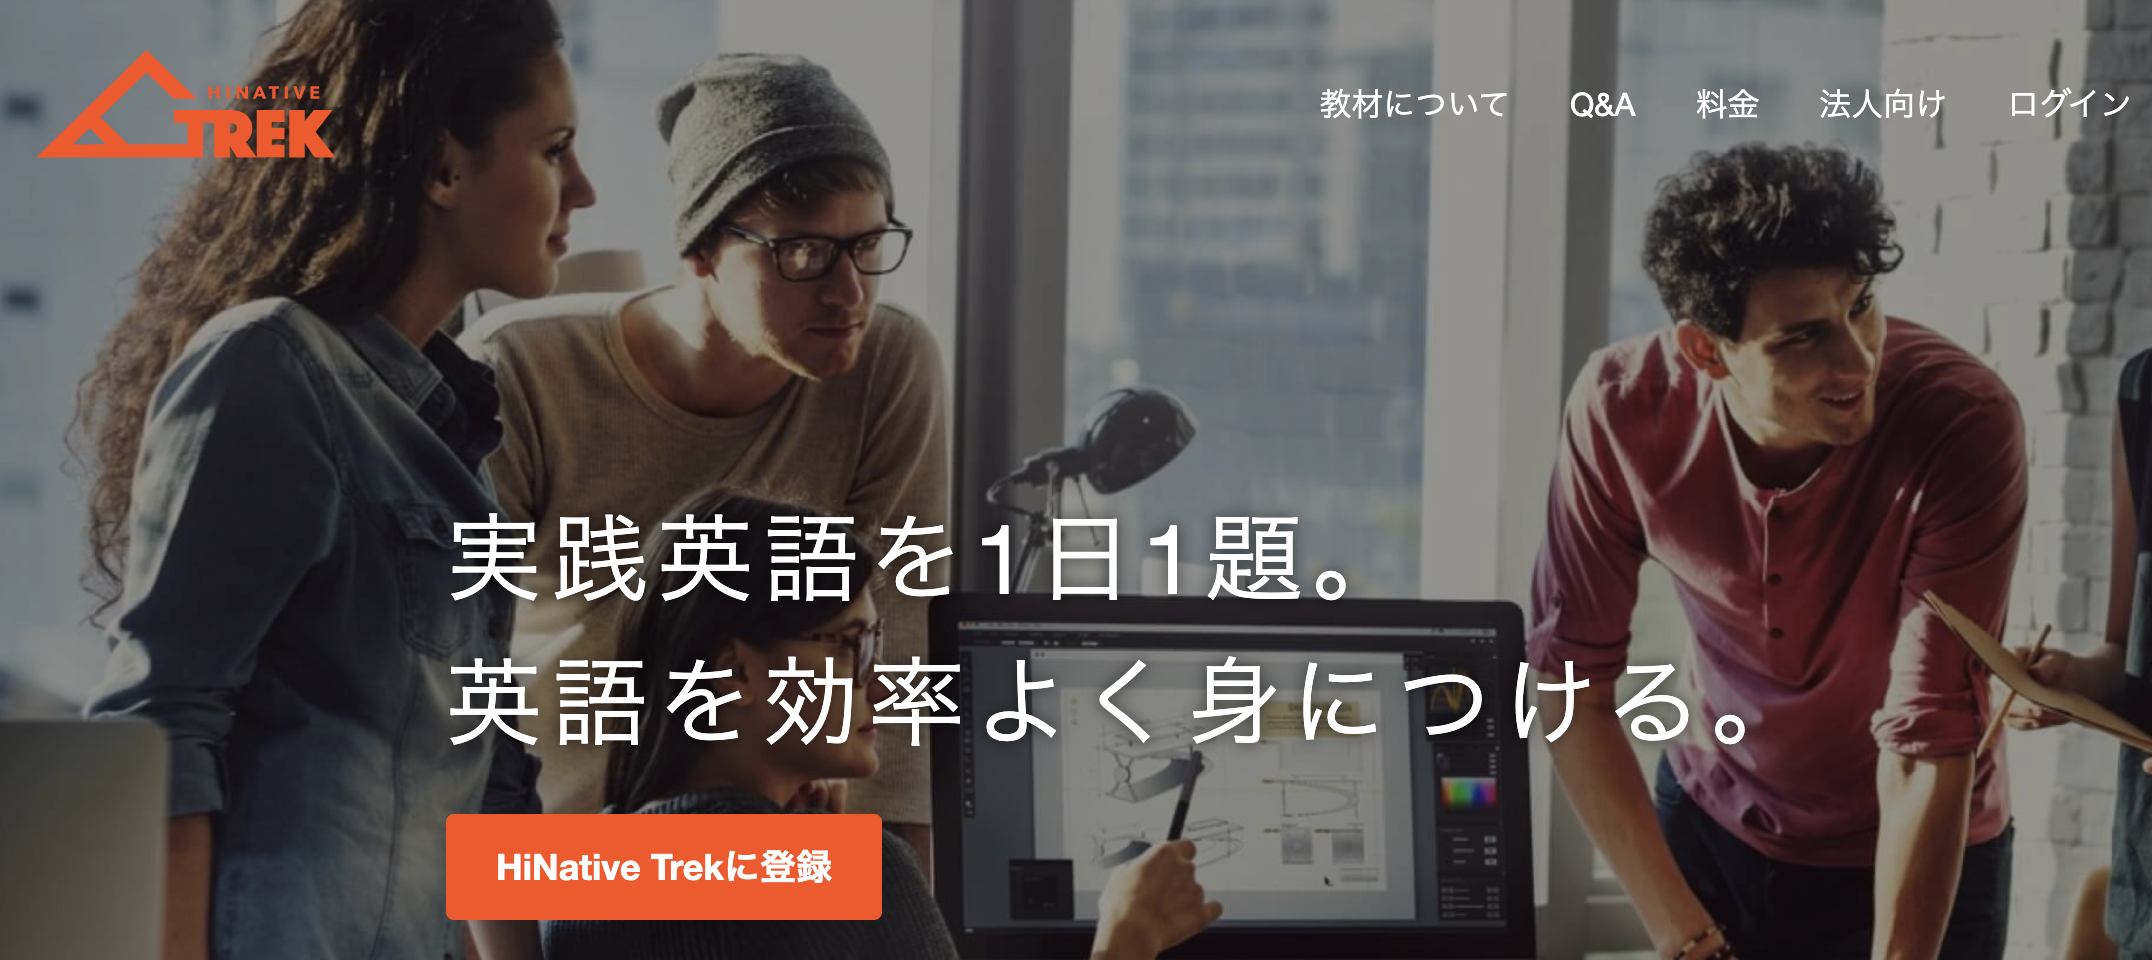 HINATIVE
TREK
教材について Q&A 料金 法人向け ログイン
実践英語を1日1題。
英語を効率よく身につける。
HiNative Trekに登録